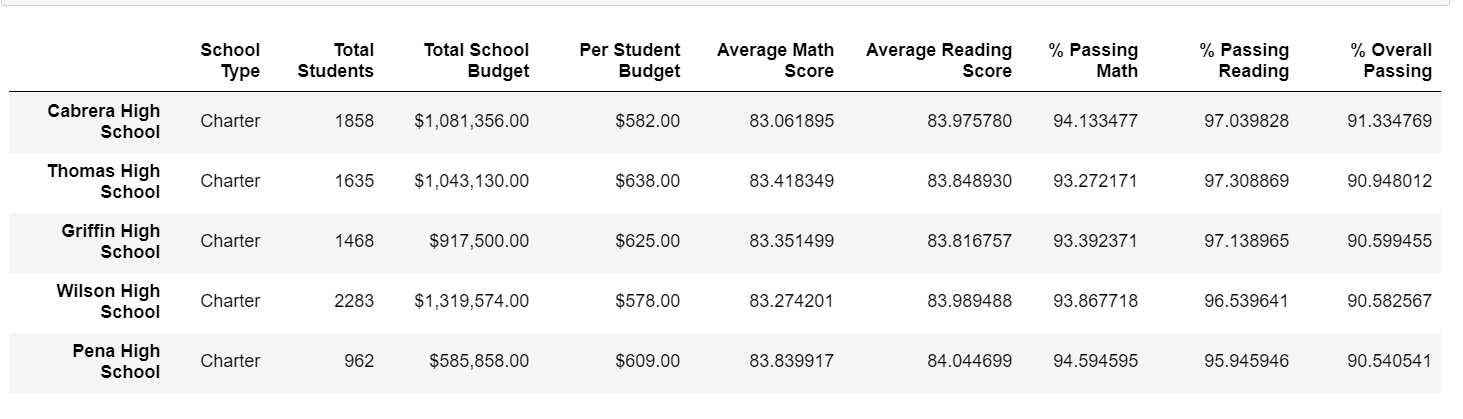 School Total Total School Per Student Average Math Average Reading % Passing % Passing % Overall
Type Students Budget Budget Score Score Math Reading Passing
Cabrera High
School Charter 1858 $1,081,356.00 $582.00 83.061895 83.975780 94.133477 97.039828 91.334769
Thomas High
School Charter 1635 $1,043,130.00 $638.00 83.418349 83.848930 93.272171 97.308869 90.948012
Griffin High
School Charter 1468 $917,500.00 $625.00 83.351499 83.816757 93.392371 97.138965 90.599455
Wilson High
School Charter 2283 $1,319,574.00 $578.00 83.274201 83.989488 93.867718 96.539641 90.582567
Pena High
School Charter 962 $585,858.00 $609.00 83.839917 84.044699 94.594595 95.945946 90.540541